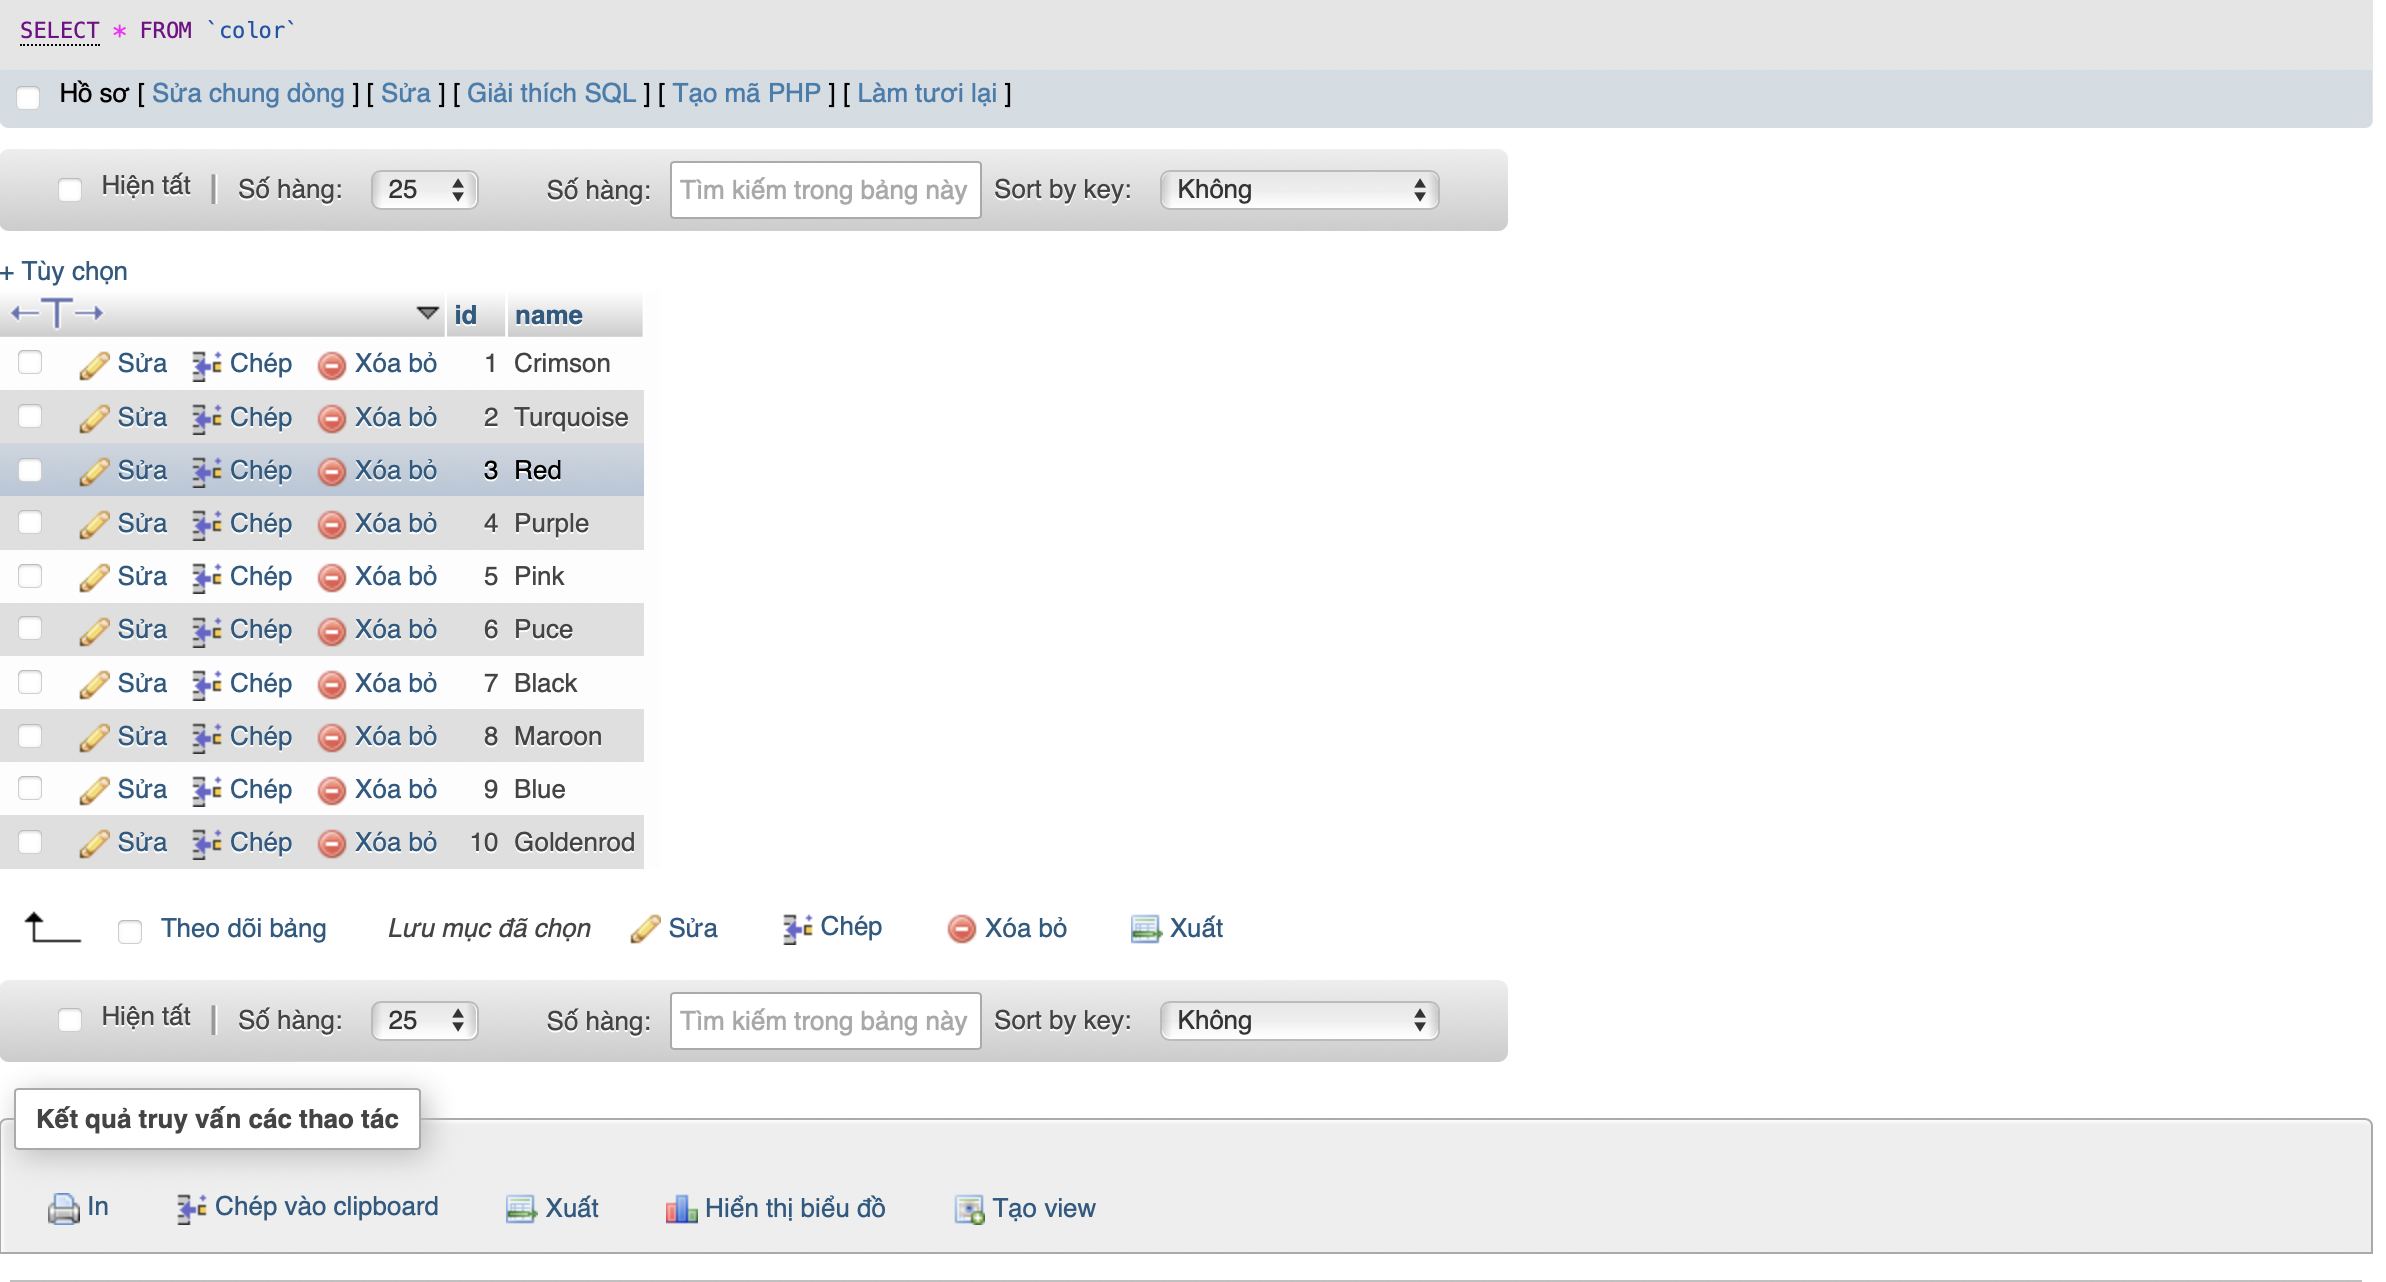 SELECT * FROM `color`
Hồ sơ [ Sửa chung dòng ] [ Sửa ] [ Giải thích SQL ] [ Tạo mã PHP ] [ Làm tươi lại ]
Hiện tất | Số hàng: 25 Số hàng: Tìm kiếm trong bảng này Sort by key: Không
+ Tùy chọn
←T→ id name
Sửa Chép Xóa bỏ 1 Crimson
Sửa Chép Xóa bỏ 2 Turquoise
Sửa Chép Xóa bỏ 3 Red
Sửa Chép Xóa bỏ 4 Purple
Sửa Chép Xóa bỏ 5 Pink
Sửa Chép Xóa bỏ 6 Puce
Sửa Chép Xóa bỏ 7 Black
Sửa Chép Xóa bỏ 8 Maroon
Sửa Chép Xóa bỏ 9 Blue
Sửa Chép Xóa bỏ 10 Goldenrod
Theo dõi bảng Lưu mục đã chọn Sửa Chép Xóa bỏ Xuất
Hiện tất | Số hàng: 25 Số hàng: Tìm kiếm trong bảng này Sort by key: Không
Kết quả truy vấn các thao tác
In Chép vào clipboard Xuất Hiển thị biểu đồ Tạo view